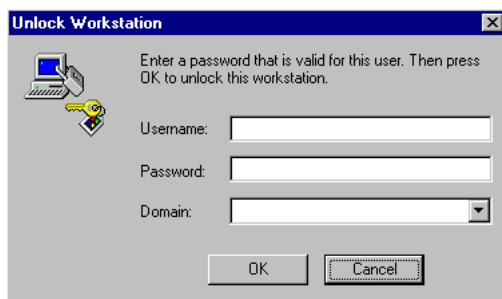 Unlock Workstation
Enter a password that is valid for this user. Then press
OK to unlock this workstation.
Username:
Password:
Domain:
OK
Cancel